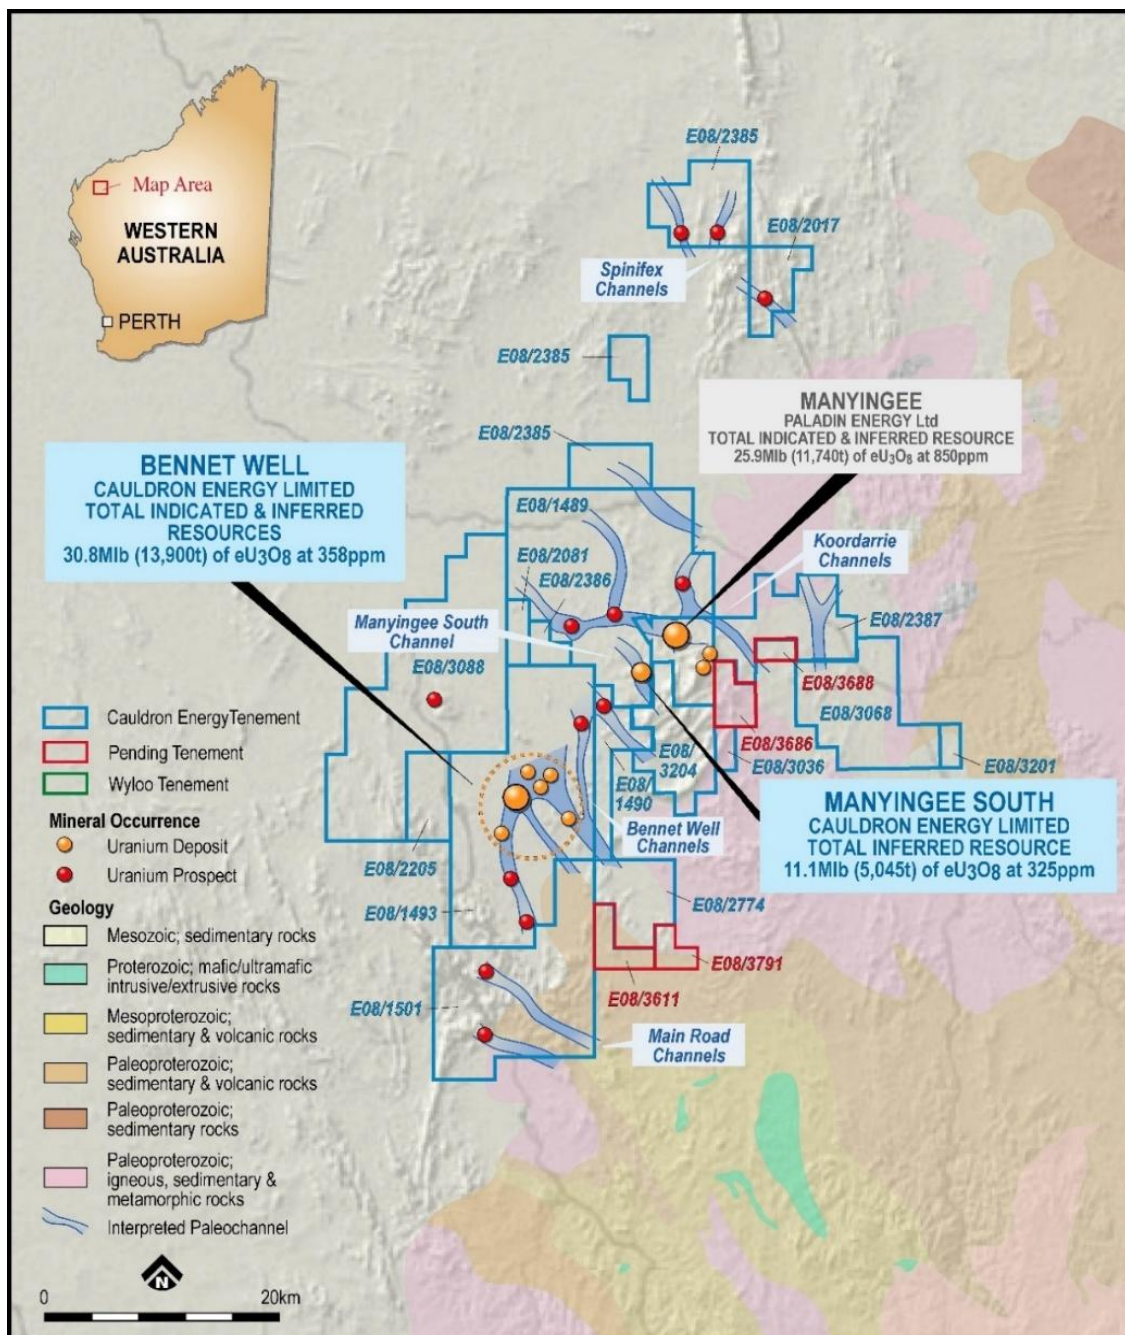 Map Area
WESTERN
AUSTRALIA
PERTH
E08/2385
E08/2017
Spinifex
Channels
E08/2385
MANYINGEE
PALADIN ENERGY Ltd
TOTAL INDICATED & INFERRED RESOURCE
25.9Mlb (11,740t) of eU₃O₈ at 850ppm
E08/2385
BENNET WELL
CAULDRON ENERGY LIMITED
TOTAL INDICATED & INFERRED
RESOURCES
30.8Mlb (13,900t) of eU3O8 at 358ppm
E08/1489
Koordarrie
Channels
E08/2081
E08/2386
E08/2387
Manyingee South
Channel
E08/3088
E08/3688
E08/3068
E08/3686
E08/
3204
E08/3036
E08/3201
E08/
1490
MANYINGEE SOUTH
CAULDRON ENERGY LIMITED
TOTAL INFERRED RESOURCE
11.1Mlb (5,045t) of eU₃O₈ at 325ppm
Bennet Well
Channels
E08/2205
E08/2774
E08/1493
E08/3791
E08/3611
E08/1501
Main Road
Channels
Cauldron EnergyTenement
Pending Tenement
Wyloo Tenement
Mineral Occurrence
Uranium Deposit
Uranium Prospect
Geology
Mesozoic; sedimentary rocks
Proterozoic; mafic/ultramafic
intrusive/extrusive rocks
Mesoproterozoic;
sedimentary & volcanic rocks
Paleoproterozoic;
sedimentary & volcanic rocks
Paleoproterozoic;
sedimentary rocks
Paleoproterozoic;
igneous, sedimentary &
metamorphic rocks
Interpreted Paleochannel
N
0 20km